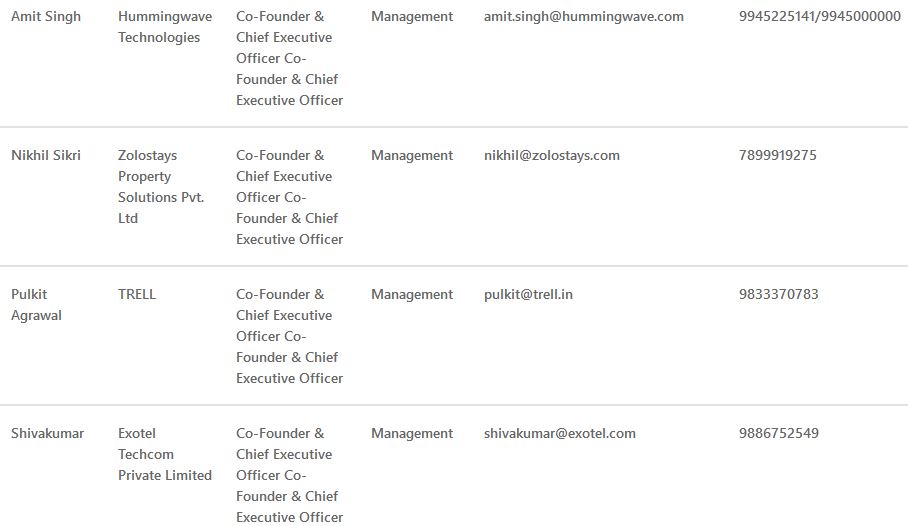 Amit Singh Hummingwave Co-Founder & Management amit.singh@hummingwave.com 9945225141/9945000000
Technologies Chief Executive
Officer Co-
Founder & Chief
Executive Officer
Nikhil Sikri Zolostays Co-Founder & Management nikhil@zolostays.com 7899919275
Property Chief Executive
Solutions Pvt. Officer Co-
Ltd Founder & Chief
Executive Officer
Pulkit TRELL Co-Founder & Management pulkit@trell.in 9833370783
Agrawal Chief Executive
Officer Co-
Founder & Chief
Executive Officer
Shivakumar Exotel Co-Founder & Management shivakumar@exotel.com 9886752549
Techcom Chief Executive
Private Limited Officer Co-
Founder & Chief
Executive Officer